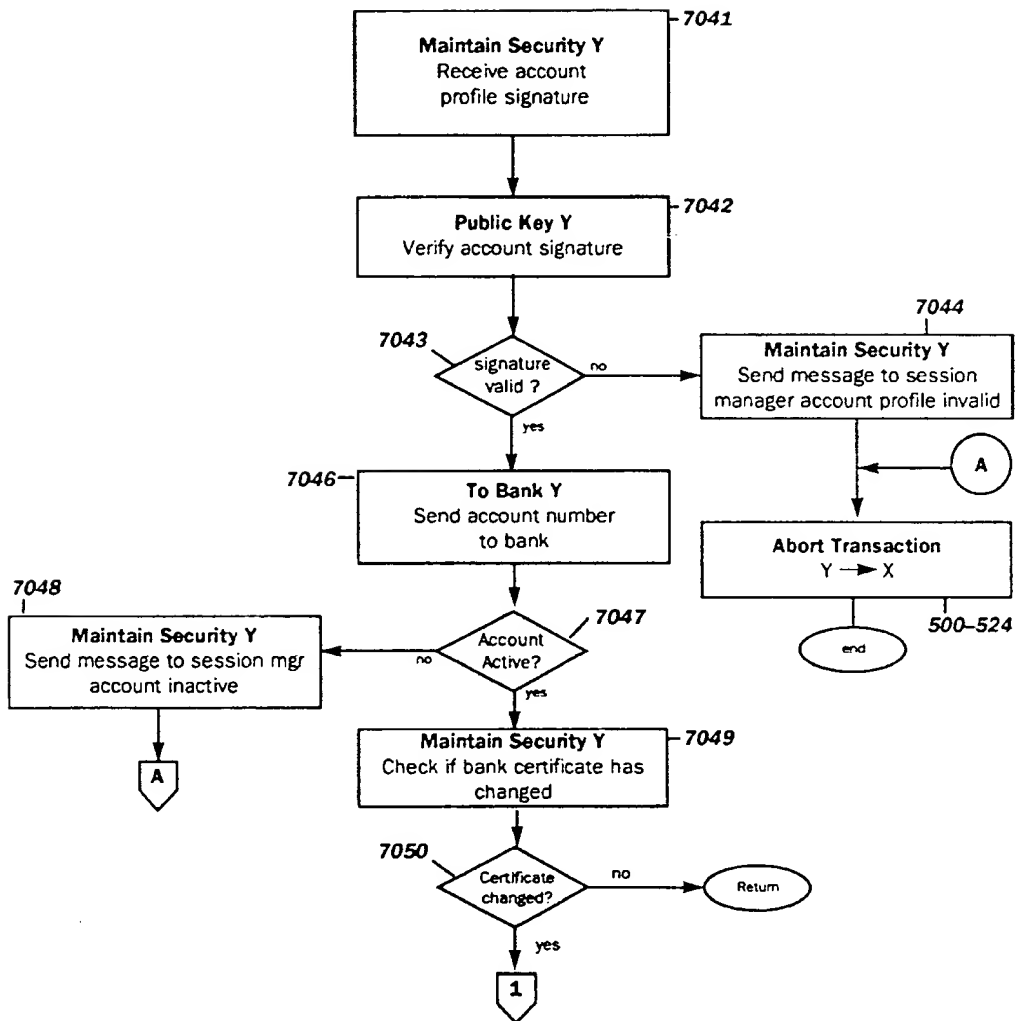 7041
Maintain Security Y
Receive account
profile signature
7042
Public Key Y
Verify account signature
7043
signature
valid ?
no
yes
7044
Maintain Security Y
Send message to session
manager account profile invalid
A
7046
To Bank Y
Send account number
to bank
Abort Transaction
Y → X
500–524
end
7048
Maintain Security Y
Send message to session mgr
account inactive
A
7047
Account
Active?
no
yes
7049
Maintain Security Y
Check if bank certificate has
changed
7050
Certificate
changed?
no
Return
yes
1